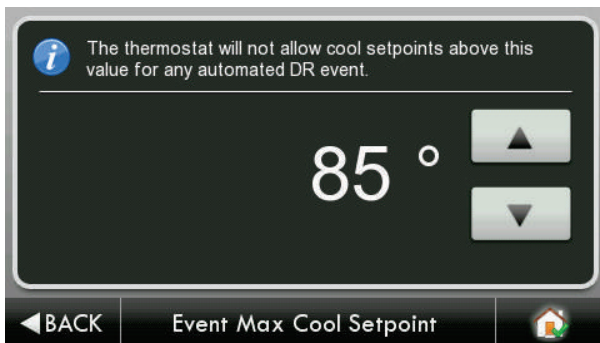 The thermostat will not allow cool setpoints above this
value for any automated DR event.
85 °
BACK
Event Max Cool Setpoint